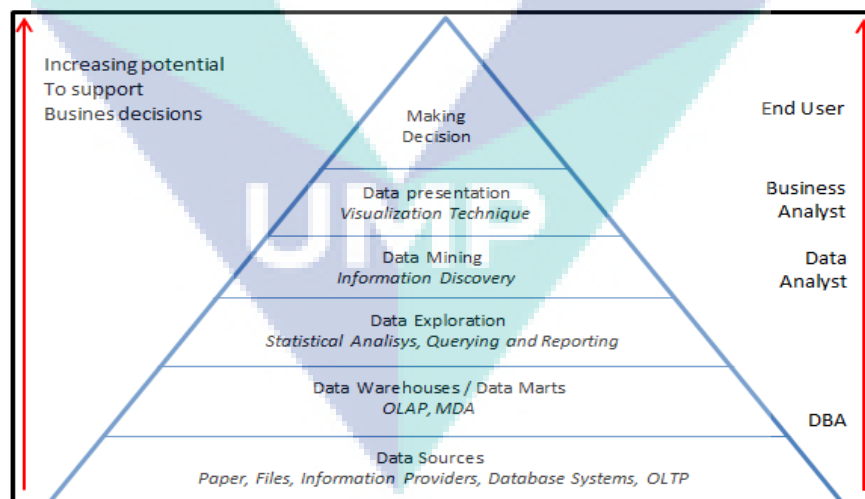 Increasing potential
To support
Busines decisions
Making
Decision
End User
Data presentation
Visualization Technique
Business
Analyst
UMP
Data Mining
Information Discovery
Data
Analyst
Data Exploration
Statistical Analisys, Querying and Reporting
Data Warehouses / Data Marts
OLAP, MDA
DBA
Data Sources
Paper, Files, Information Providers, Database Systems, OLTP